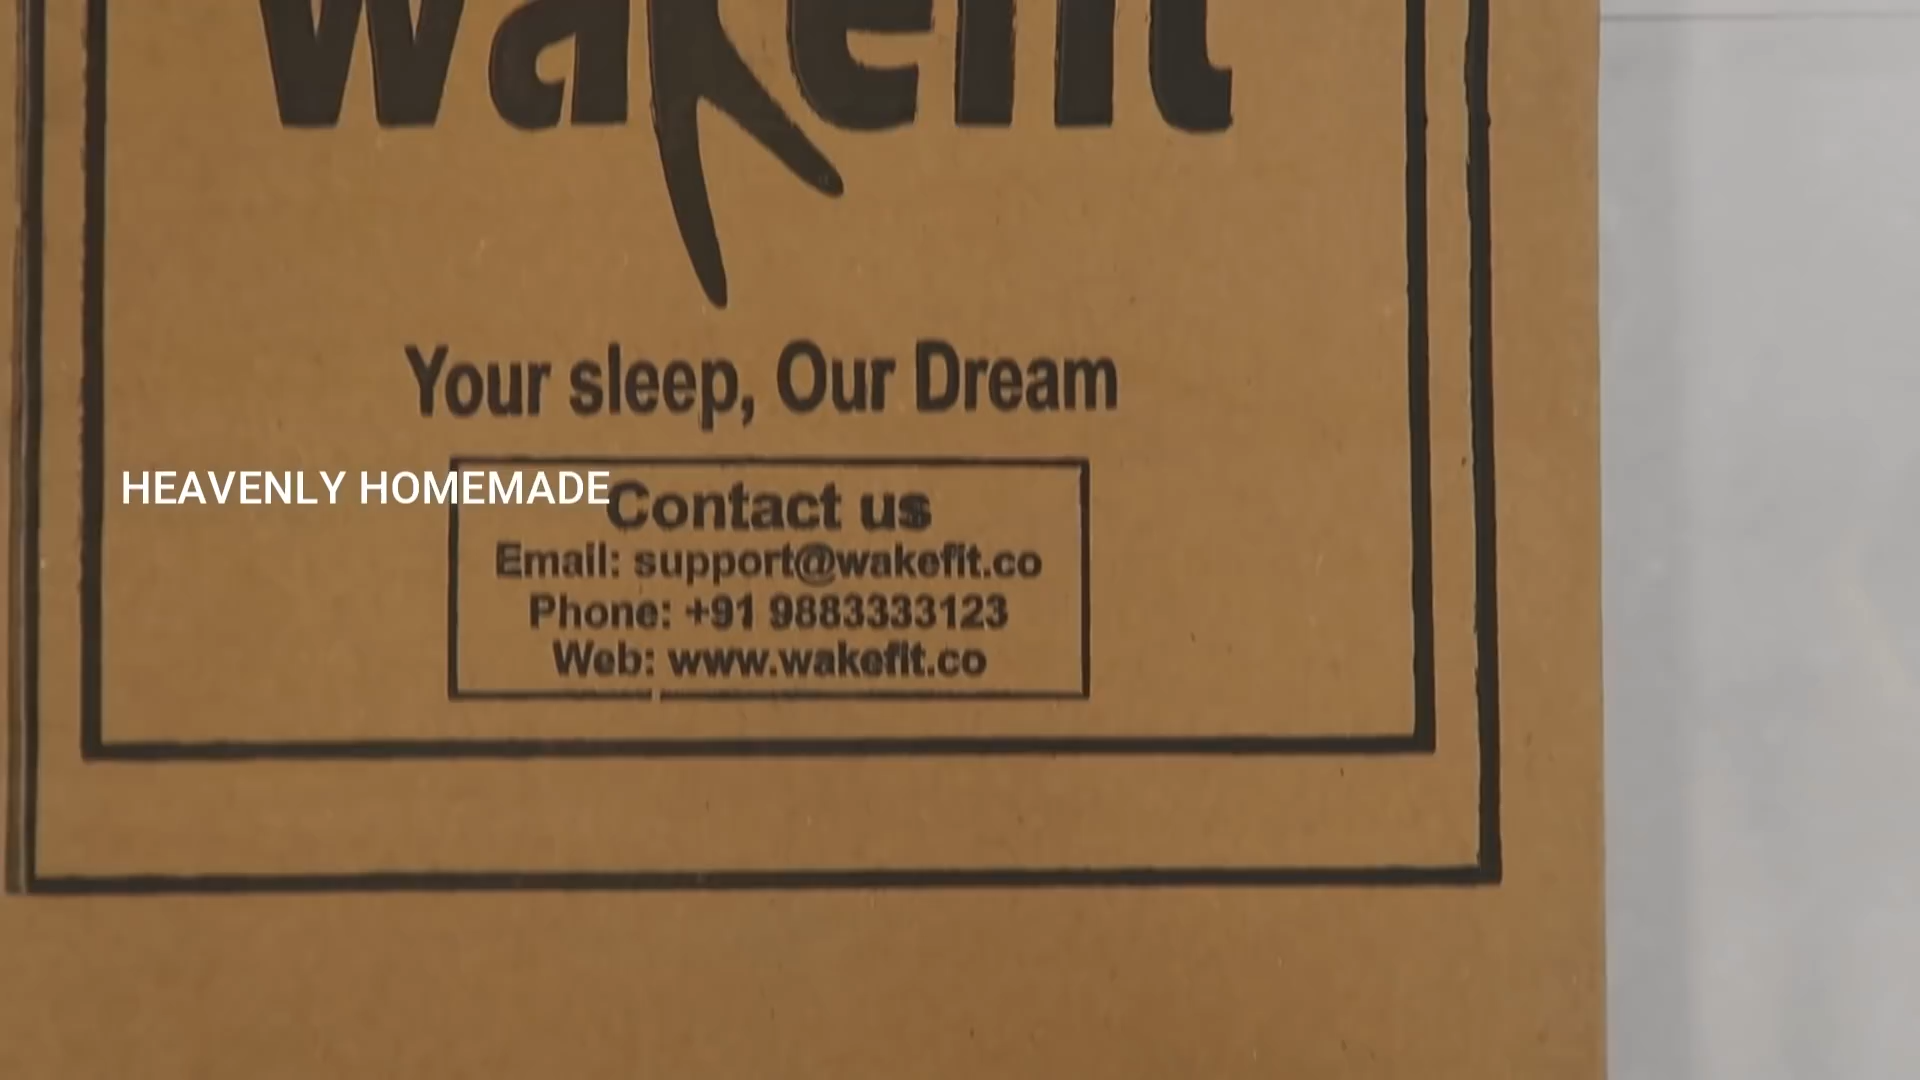 wakefit
Your sleep, Our Dream
HEAVENLY HOMEMADE
Contact us
Email: support@wakefit.co
Phone: +91 9883333123
Web: www.wakefit.co